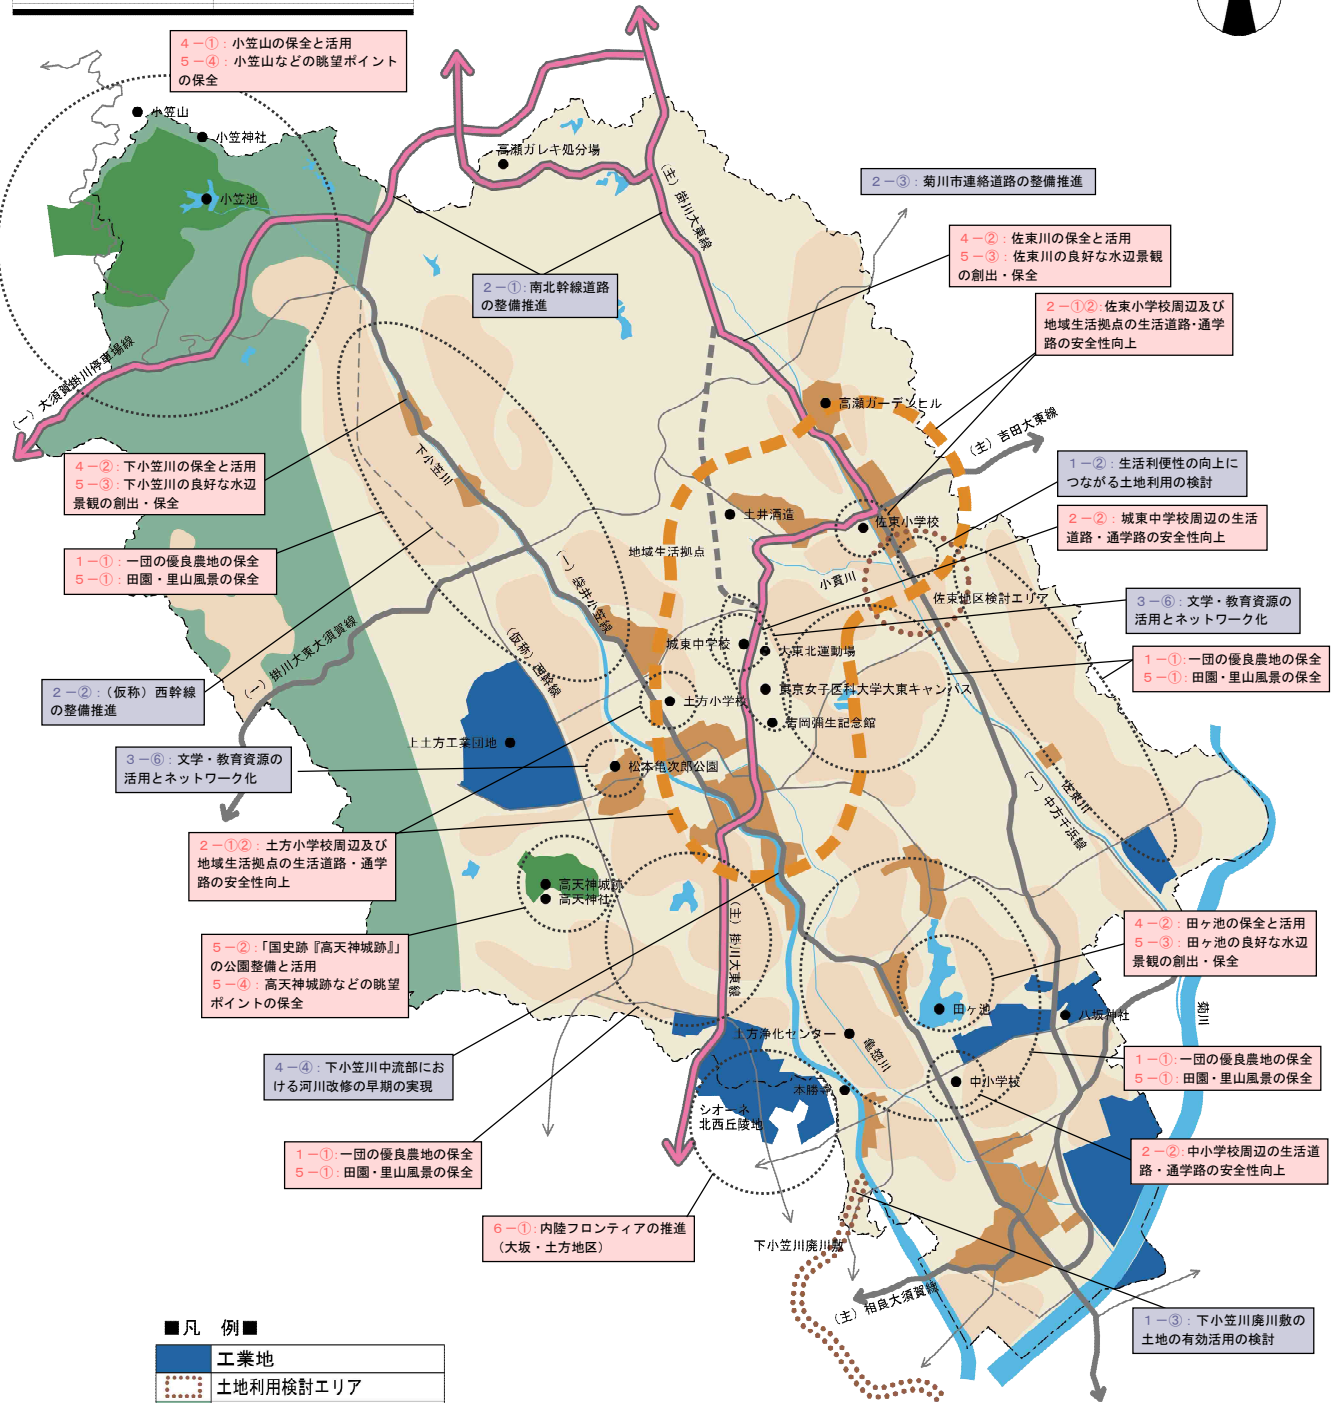 ４－①：小笠山の保全と活用
５－④：小笠山などの眺望ポイント
の保全
小笠山
小笠神社
小笠池
高瀬ガレキ処分場
（主）掛川大東線
２－③：菊川市連絡道路の整備推進
４－②：佐束川の保全と活用
５－③：佐束川の良好な水辺景観
の創出・保全
２－①：南北幹線道路
の整備推進
２－①②：佐束小学校周辺及び
地域生活拠点の生活道路・通学
路の安全性向上
（一）大須賀掛川停車場線
高瀬ガーデンヒル
（主）吉田大東線
下小笠川
４－②：下小笠川の保全と活用
５－③：下小笠川の良好な水辺
景観の創出・保全
１－②：生活利便性の向上に
つながる土地利用の検討
土井酒造
佐束小学校
２－②：城東中学校周辺の生活
道路・通学路の安全性向上
地域生活拠点
１－①：一団の優良農地の保全
５－①：田園・里山風景の保全
（一）袋井小笠線
小貫川
佐束地区検討エリア
３－⑥：文学・教育資源の
活用とネットワーク化
（一）掛川大東大須賀線
（仮称）西幹線
城東中学校
大東北運動場
１－①：一団の優良農地の保全
５－①：田園・里山風景の保全
２－②：（仮称）西幹線
の整備推進
東京女子医科大学大東キャンパス
土方小学校
吉岡彌生記念館
上土方工業団地
３－⑥：文学・教育資源の
活用とネットワーク化
松本亀次郎公園
佐束川
（一）中方千浜線
２－①②：土方小学校周辺及び
地域生活拠点の生活道路・通学
路の安全性向上
高天神城跡
高天神社
（主）掛川大東線
４－②：田ヶ池の保全と活用
５－③：田ヶ池の良好な水辺
景観の創出・保全
５－②：「国史跡『高天神城跡』」
の公園整備と活用
５－④：高天神城跡などの眺望
ポイントの保全
田ヶ池
八坂神社
菊川
土方浄化センター
亀惣川
４－④：下小笠川中流部にお
ける河川改修の早期の実現
１－①：一団の優良農地の保全
５－①：田園・里山風景の保全
中小学校
本勝寺
シオーネ
北西丘陵地
１－①：一団の優良農地の保全
５－①：田園・里山風景の保全
２－②：中小学校周辺の生活道
路・通学路の安全性向上
６－①：内陸フロンティアの推進
（大坂・土方地区）
下小笠川廃川敷
（主）相良大須賀線
１－③：下小笠川廃川敷の
土地の有効活用の検討
■凡　例■
工業地
土地利用検討エリア